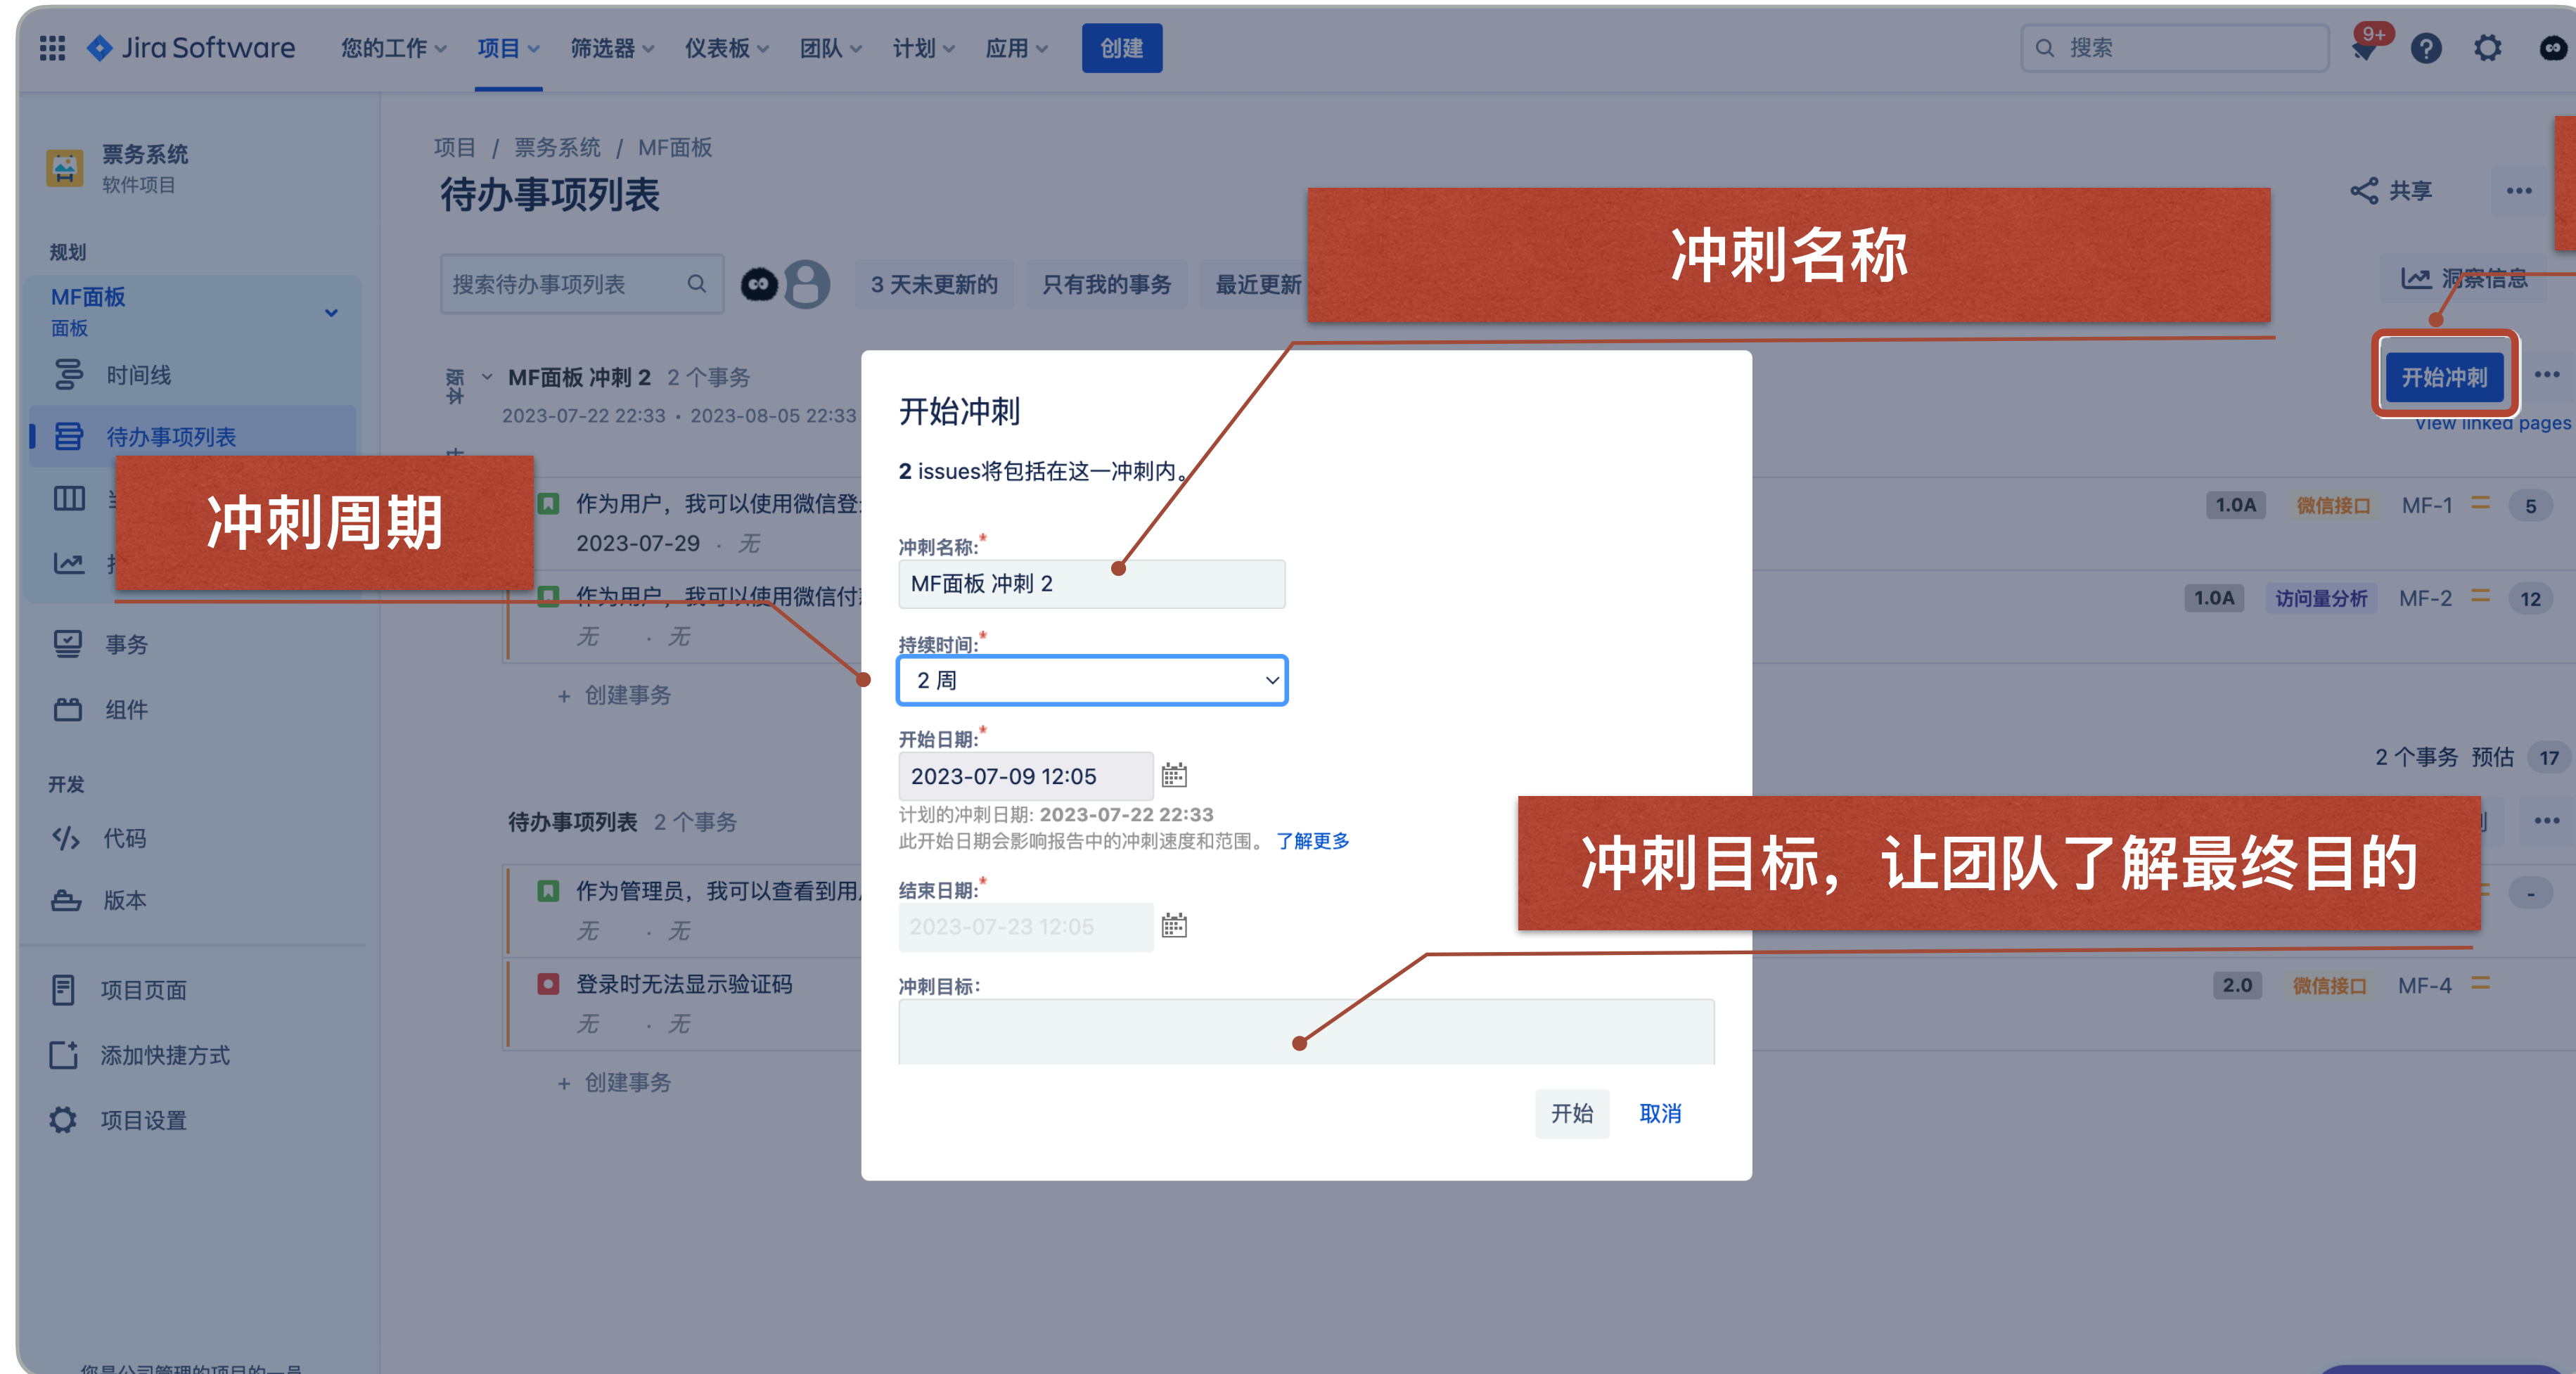 Jira Software
您的工作
项目
筛选器
仪表板
团队
计划
应用
创建
搜索
9+
票务系统
软件项目
规划
MF面板
面板
时间线
待办事项列表
事务
组件
开发
代码
版本
项目页面
添加快捷方式
项目设置
项目 / 票务系统 / MF面板
待办事项列表
共享
搜索待办事项列表
3 天未更新的
只有我的事务
最近更新
洞察信息
冲刺名称
版本
MF面板 冲刺 2 2 个事务
2023-07-22 22:33 • 2023-08-05 22:33
开始冲刺
View linked pages
冲刺周期
作为用户，我可以使用微信登
2023-07-29 · 无
1.0A 微信接口 MF-1 5
作为用户，我可以使用微信付
无 · 无
1.0A 访问量分析 MF-2 12
+ 创建事务
2 个事务 预估 17
待办事项列表 2 个事务
作为管理员，我可以查看到用
无 · 无
-
登录时无法显示验证码
无 · 无
2.0 微信接口 MF-4
+ 创建事务
开始冲刺
2 issues将包括在这一冲刺内。
冲刺名称:*
MF面板 冲刺 2
持续时间:*
2 周
开始日期:*
2023-07-09 12:05
计划的冲刺日期: 2023-07-22 22:33
此开始日期会影响报告中的冲刺速度和范围。 了解更多
结束日期:*
2023-07-23 12:05
冲刺目标，让团队了解最终目的
冲刺目标:
开始
取消